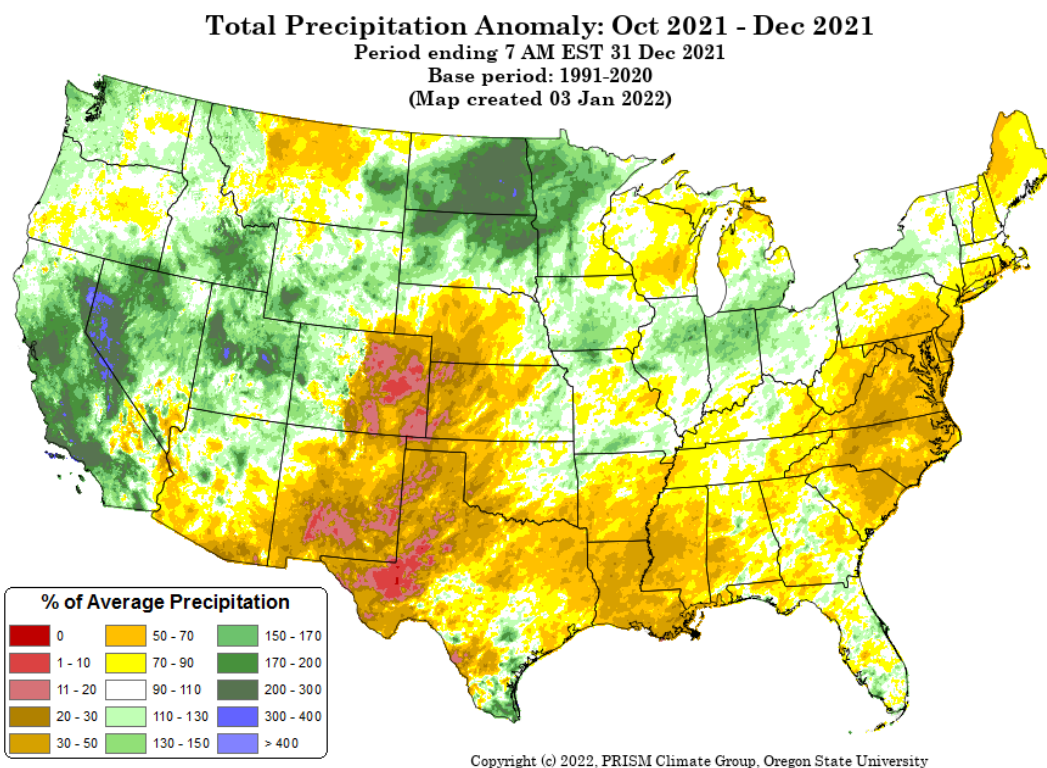 Total Precipitation Anomaly: Oct 2021 - Dec 2021
Period ending 7 AM EST 31 Dec 2021
Base period: 1991-2020
(Map created 03 Jan 2022)
% of Average Precipitation
0
1 - 10
11 - 20
20 - 30
30 - 50
50 - 70
70 - 90
90 - 110
110 - 130
130 - 150
150 - 170
170 - 200
200 - 300
300 - 400
> 400
Copyright (c) 2022, PRISM Climate Group, Oregon State University